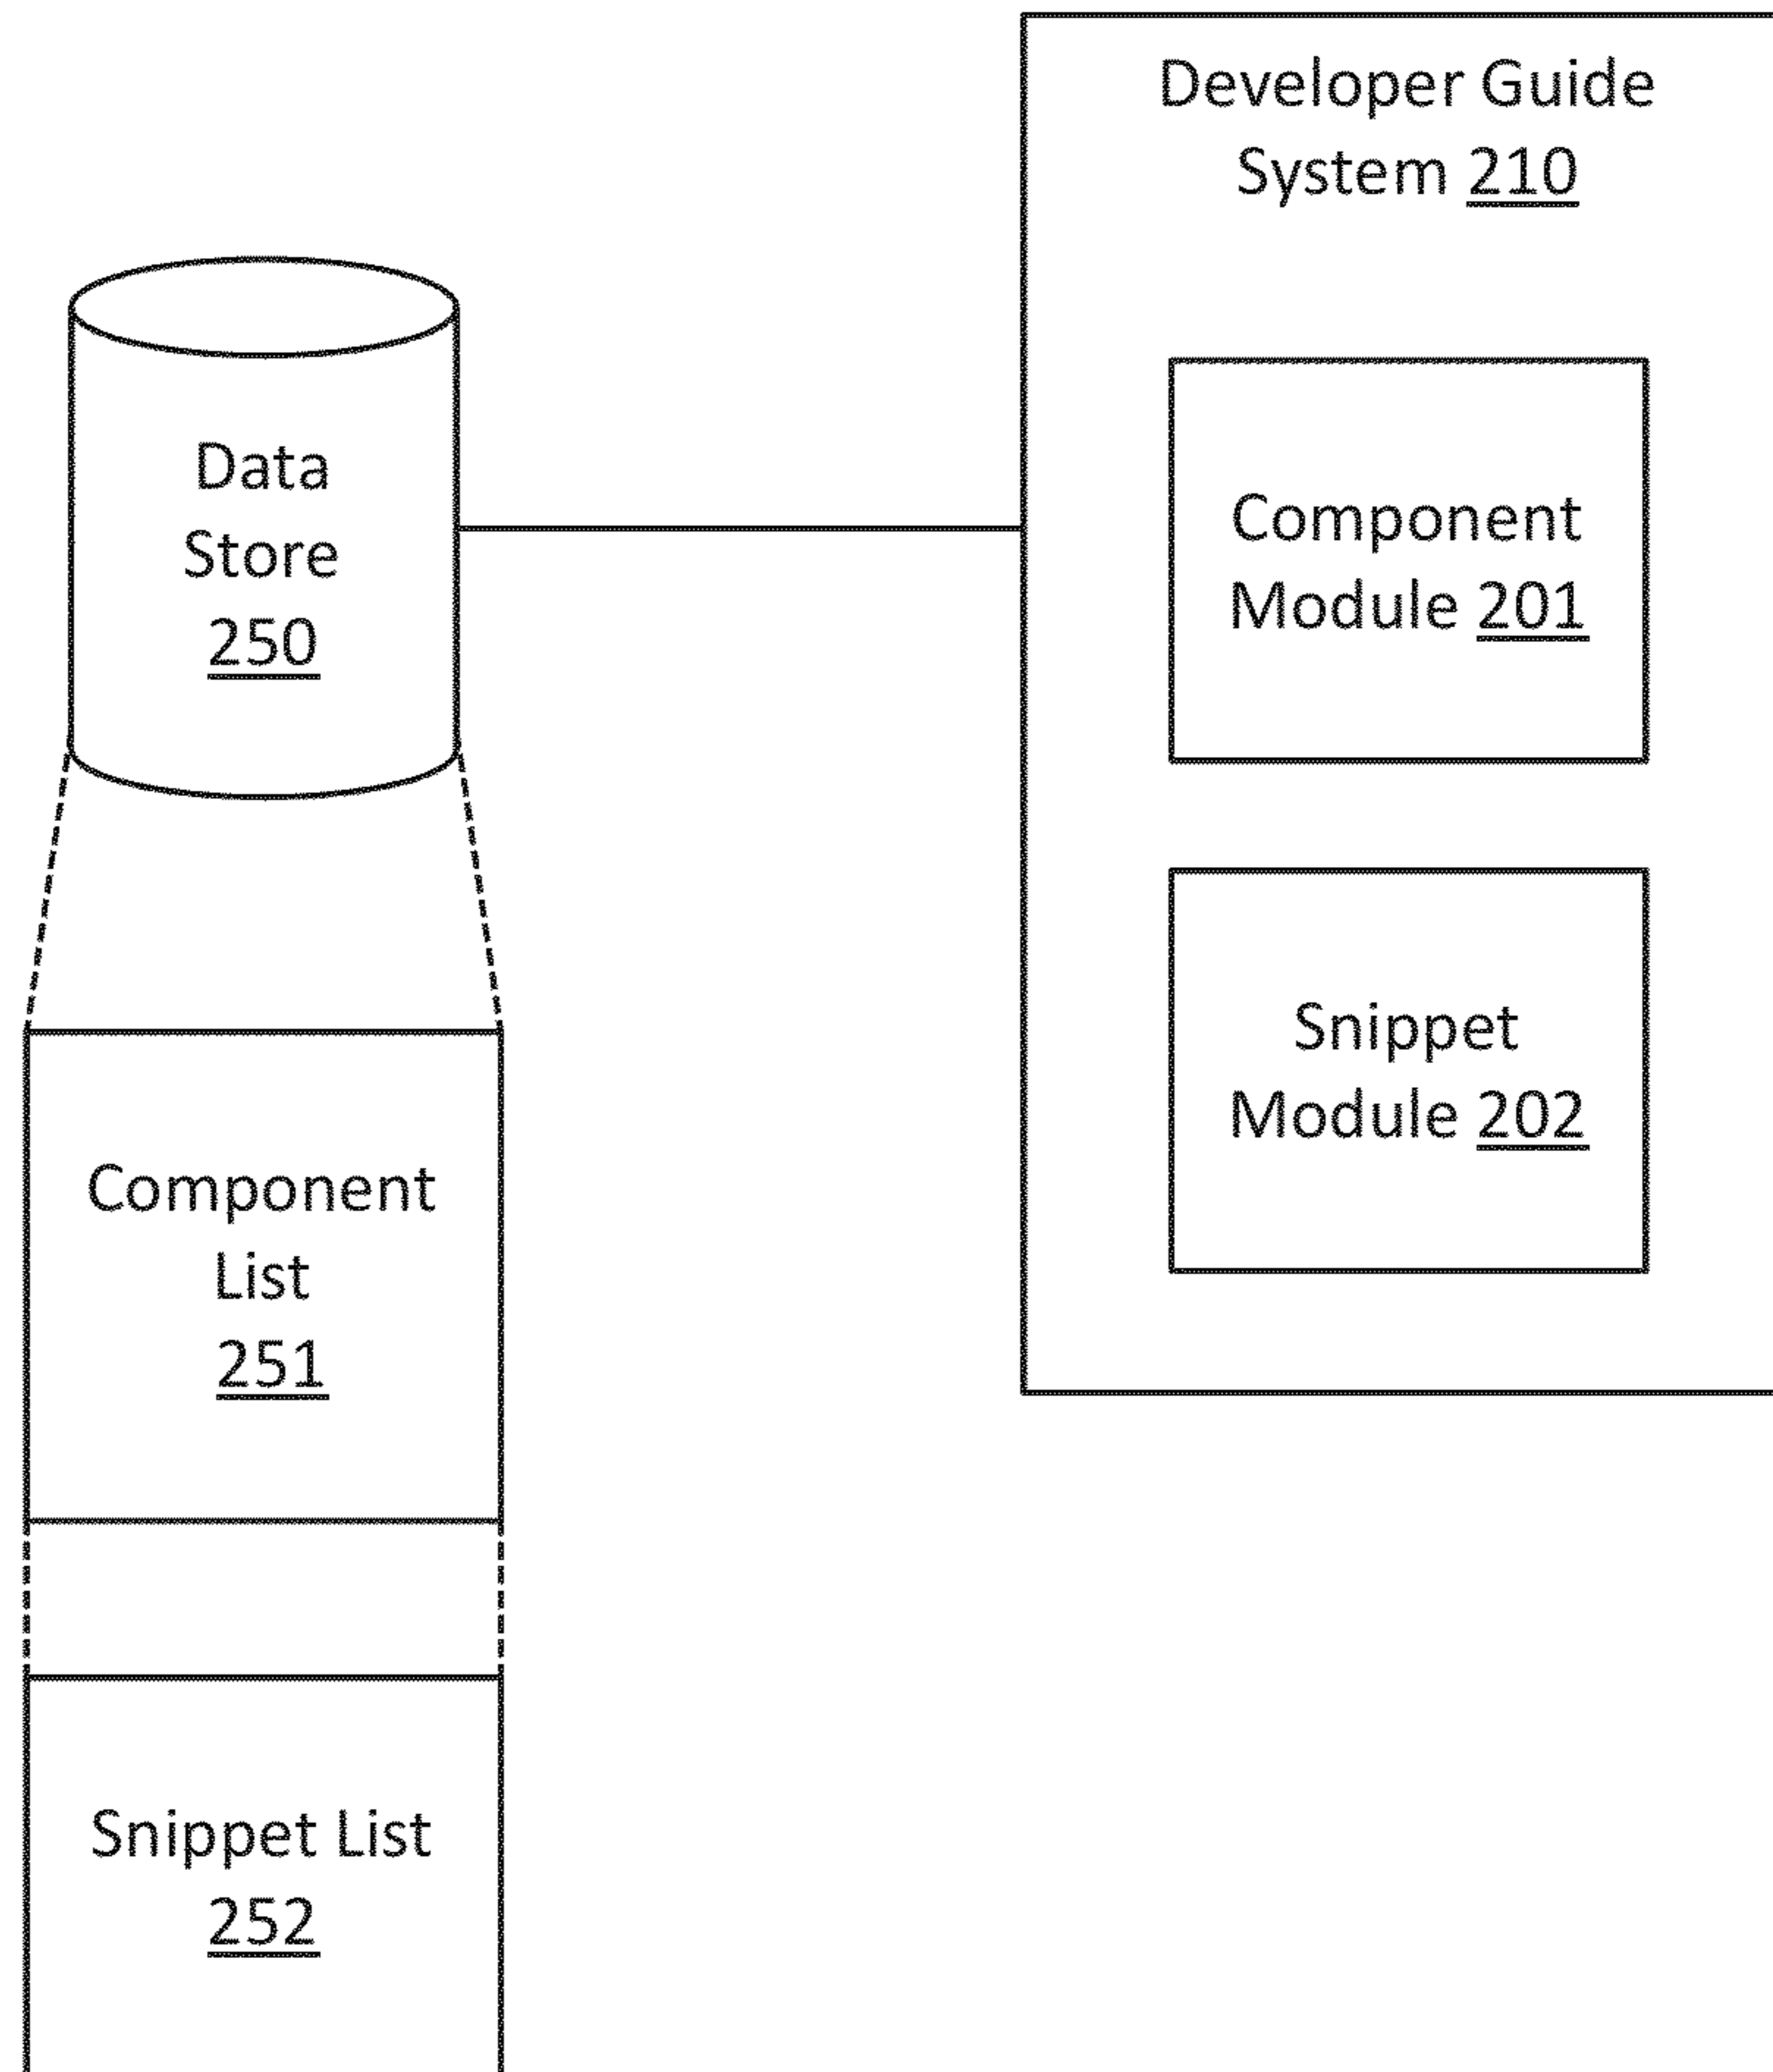 Developer Guide
System 210
Data
Store
250
Component
Module 201
Snippet
Module 202
Component
List
251
Snippet List
252